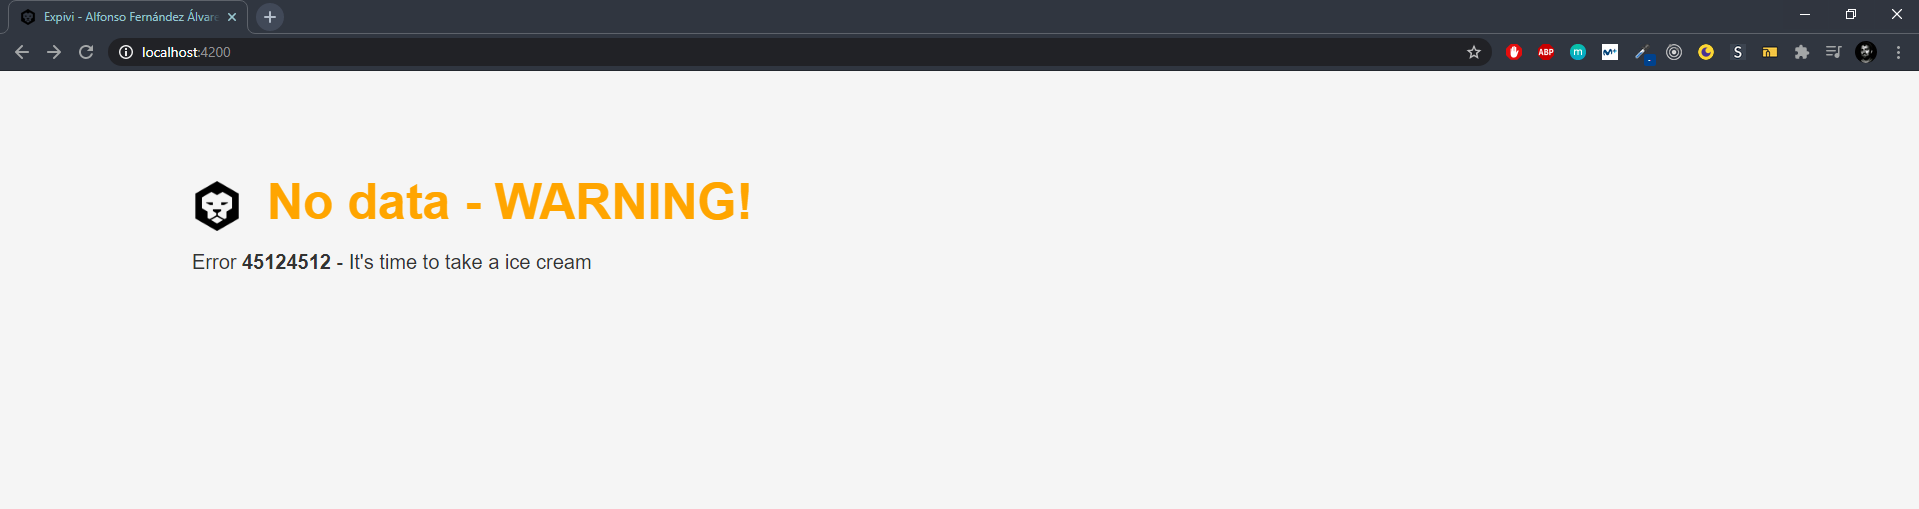 Expivi - Alfonso Fernández Álvare
localhost:4200
ABP
m
S
No data - WARNING!
Error 45124512 - It's time to take a ice cream